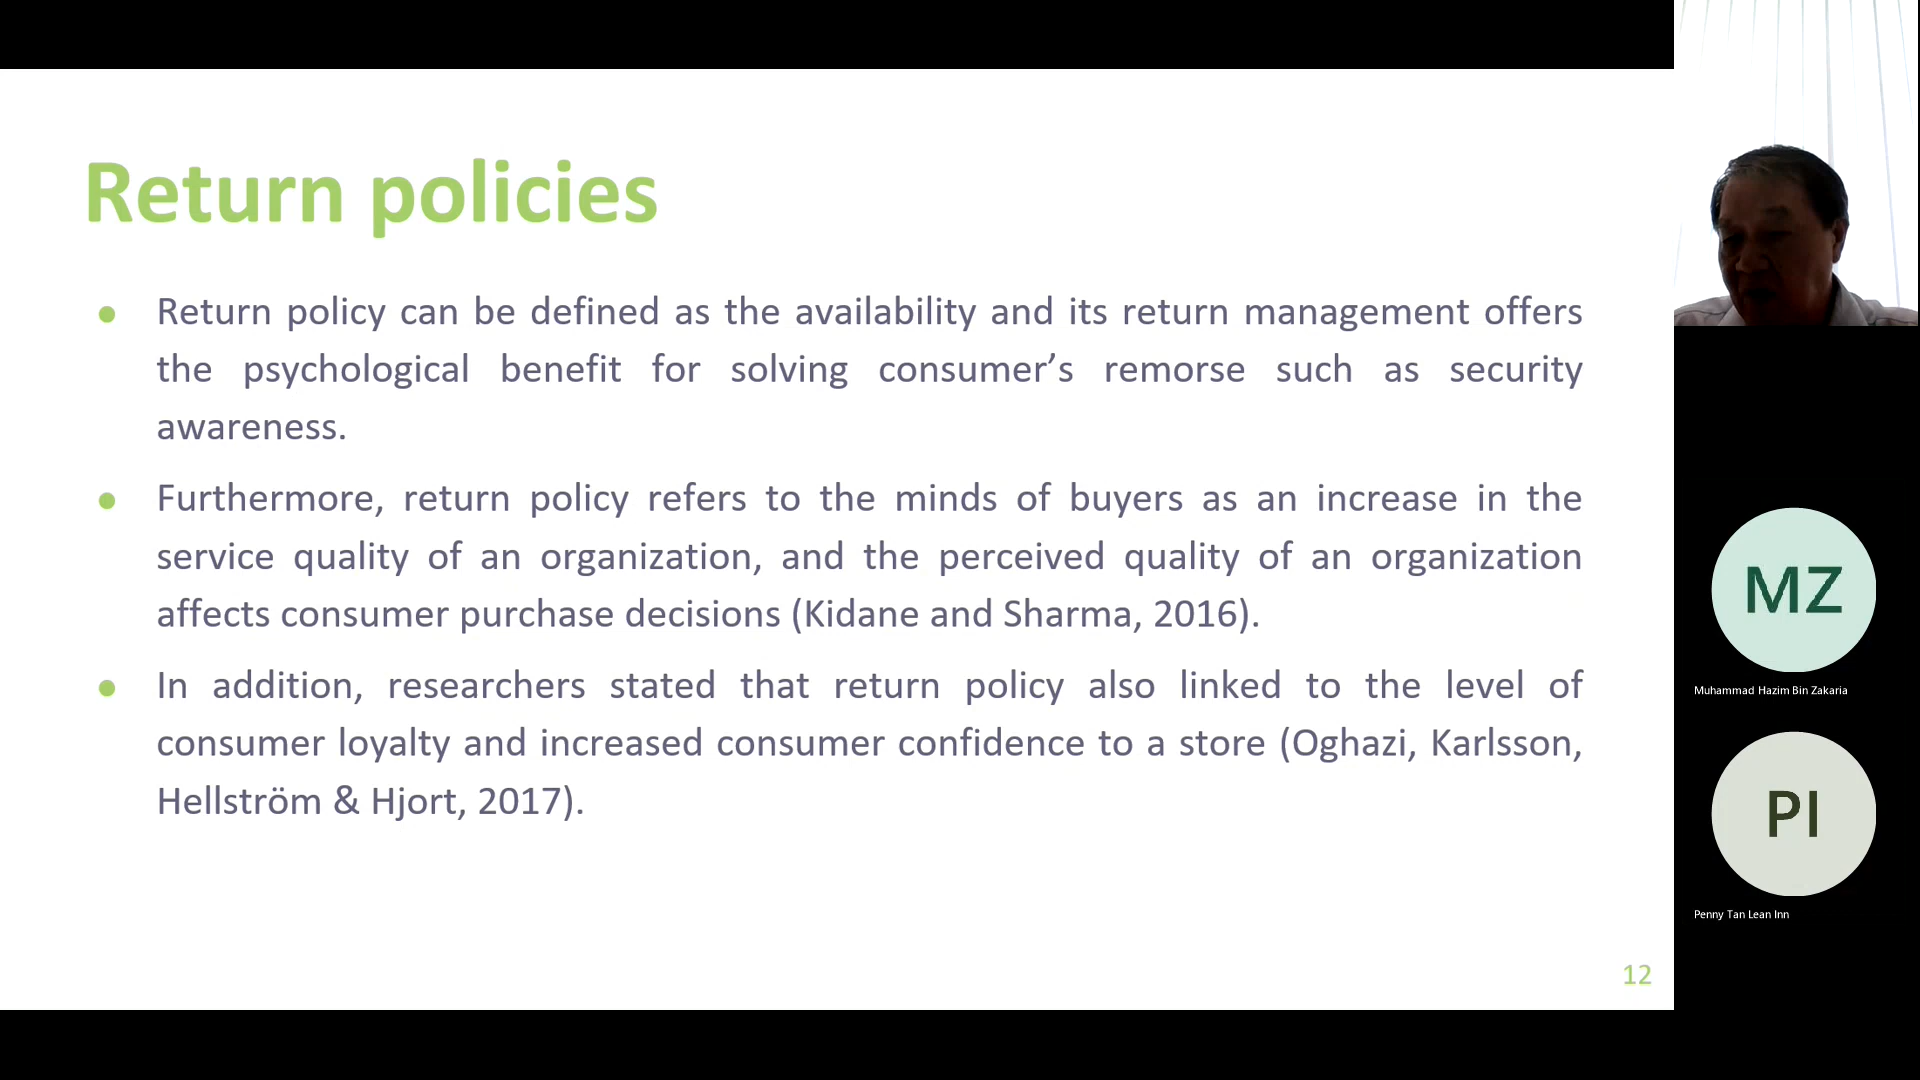 Return policies
Return policy can be defined as the availability and its return management offers
the psychological benefit for solving consumer’s remorse such as security
awareness.
Furthermore, return policy refers to the minds of buyers as an increase in the
service quality of an organization, and the perceived quality of an organization
affects consumer purchase decisions (Kidane and Sharma, 2016).
In addition, researchers stated that return policy also linked to the level of
consumer loyalty and increased consumer confidence to a store (Oghazi, Karlsson,
Hellström & Hjort, 2017).
12
MZ
Muhammad Hazim Bin Zakaria
PI
Penny Tan Lean Inn